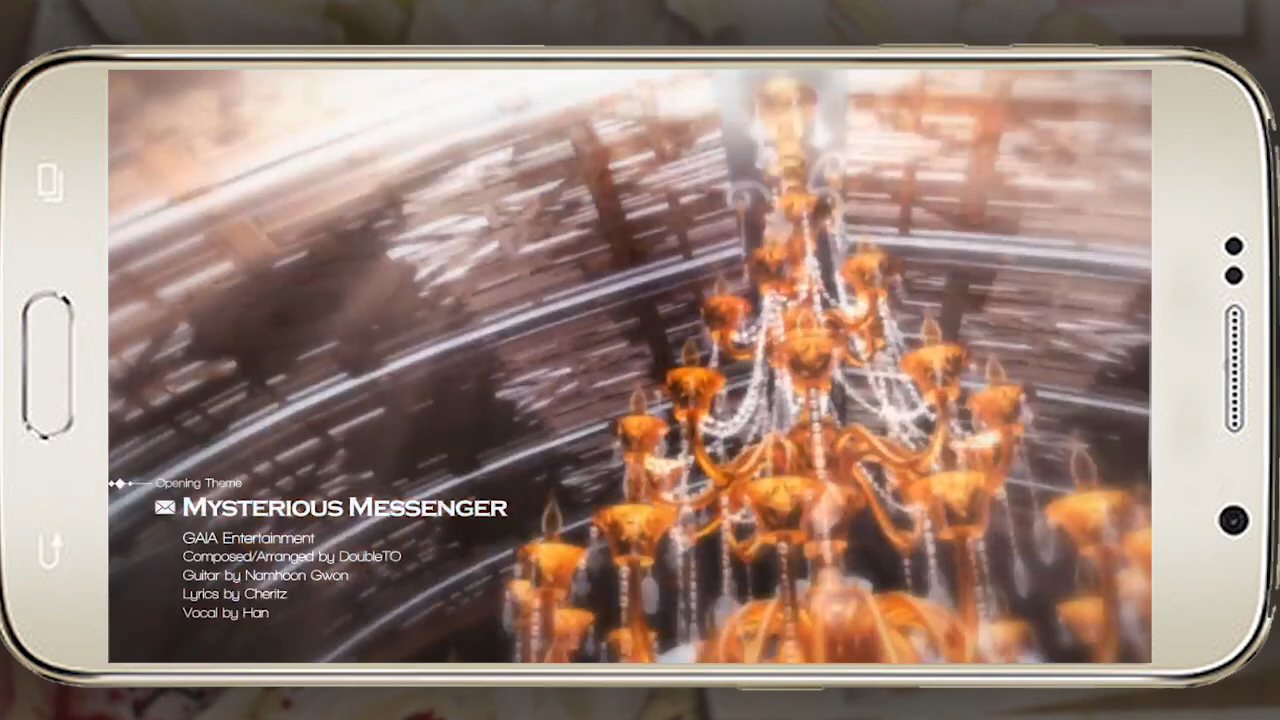 Opening Theme
MYSTERIOUS MESSENGER
GAIA Entertainment
Composed/Arranged by DoubleTO
Guitar by Namhoon Gwon
Lyrics by Cheritz
Vocal by Han